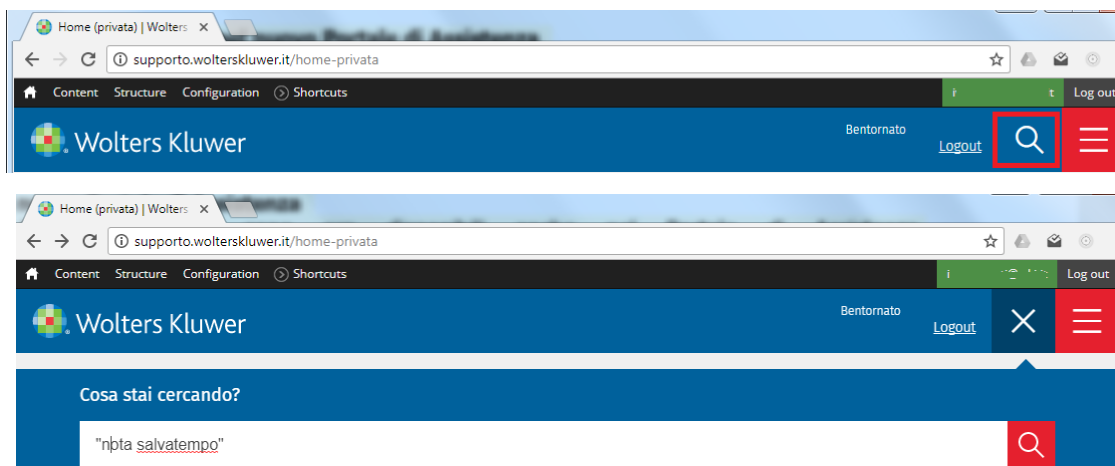 Home (privata) | Wolters
supporto.wolterskluwer.it/home-privata
Content Structure Configuration Shortcuts Log out
Wolters Kluwer Bentornato Logout
Home (privata) | Wolters
supporto.wolterskluwer.it/home-privata
Content Structure Configuration Shortcuts Log out
Wolters Kluwer Bentornato Logout
Cosa stai cercando?
"nota salvatempo"